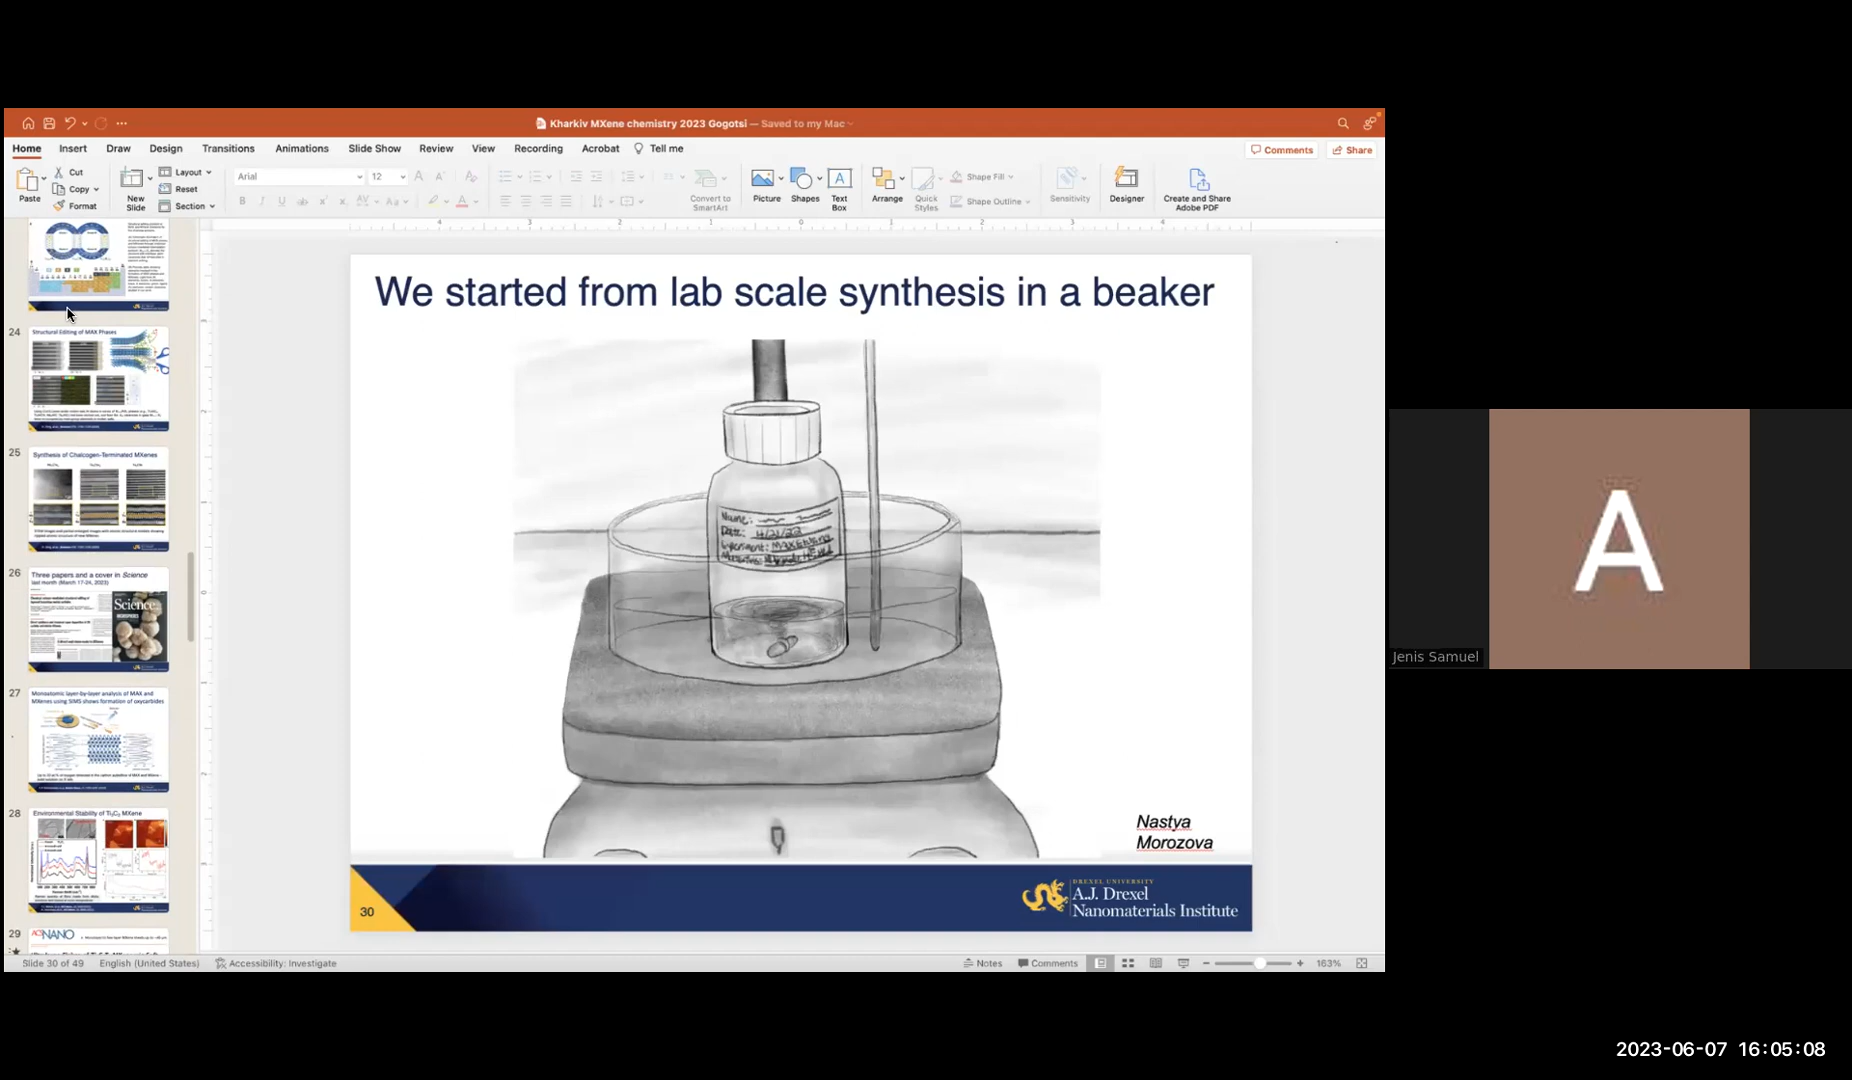 Kharkiv MXene chemistry 2023 Gogotsi — Saved to my Mac
Home Insert Draw Design Transitions Animations Slide Show Review View Recording Acrobat Tell me
Comments Share
Paste
Cut
Copy
Format
New Slide
Layout
Reset
Section
Arial 12
Convert to SmartArt
Picture
Shapes
Text Box
Arrange
Quick Styles
Shape Fill
Shape Outline
Sensitivity
Designer
Create and Share Adobe PDF
24
Structural Editing of MAX Phases
25
Synthesis of Chalcogen-Terminated MXenes
26
Three papers and a cover in Science
last month (March 17-24, 2023)
Science
27
Monoatomic layer-by-layer analysis of MAX and
MXenes using SIMS shows formation of oxycarbides
28
Environmental Stability of Ti₃C₂ MXene
29
ACS NANO
We started from lab scale synthesis in a beaker
Name:
Date: 4/21/22
Experiment:
Nastya
Morozova
30
DREXEL UNIVERSITY
A.J. Drexel
Nanomaterials Institute
Slide 30 of 49 English (United States) Accessibility: Investigate
Notes Comments 163%
A
Jenis Samuel
2023-06-07 16:05:08